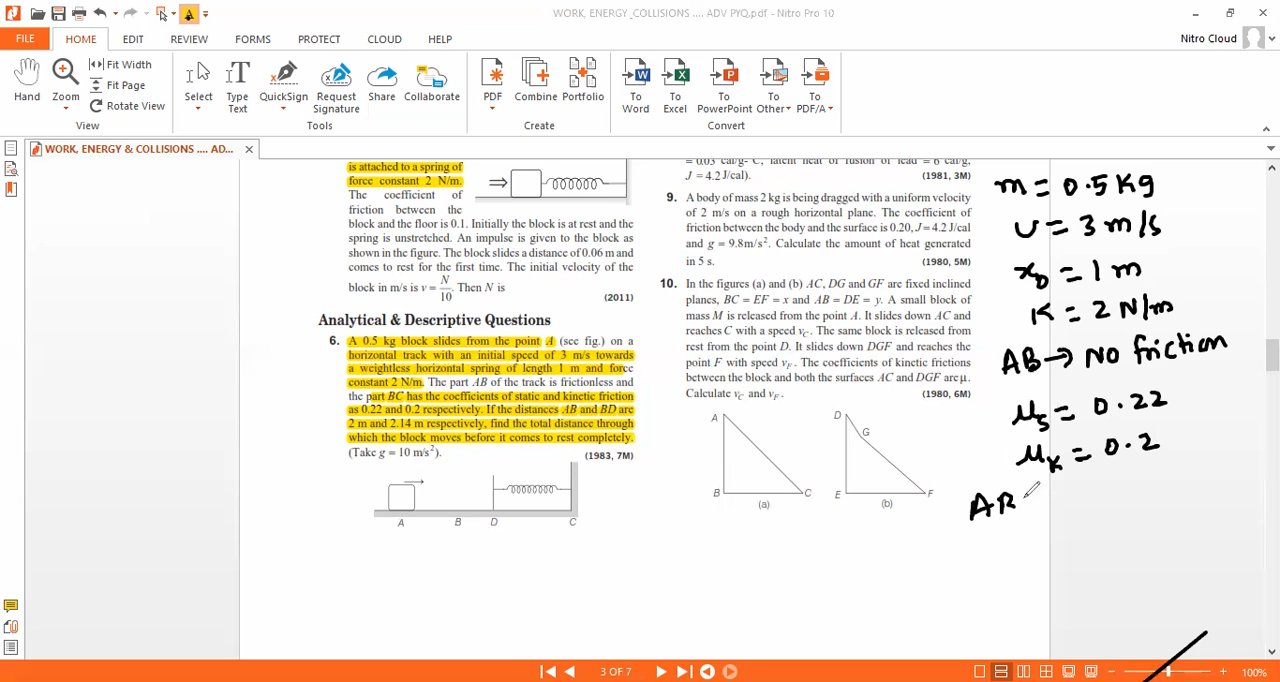 WORK, ENERGY _COLLISIONS .... ADV PYQ.pdf - Nitro Pro 10
FILE HOME EDIT REVIEW FORMS PROTECT CLOUD HELP
Nitro Cloud
Hand
Zoom
Fit Width
Fit Page
Rotate View
View
Select
Type Text
QuickSign
Request Signature
Share
Collaborate
Tools
PDF
Combine
Portfolio
Create
To Word
To Excel
To PowerPoint
To Other
To PDF/A
Convert
WORK, ENERGY & COLLISIONS .... AD...
is attached to a spring of
force constant 2 N/m.
The coefficient of
friction between the
block and the floor is 0.1. Initially the block is at rest and the
spring is unstretched. An impulse is given to the block as
shown in the figure. The block slides a distance of 0.06 m and
comes to rest for the first time. The initial velocity of the
block in m/s is v = N/10. Then N is
(2011)
Analytical & Descriptive Questions
6. A 0.5 kg block slides from the point A (see fig.) on a
horizontal track with an initial speed of 3 m/s towards
a weightless horizontal spring of length 1 m and force
constant 2 N/m. The part AB of the track is frictionless and
the part BC has the coefficients of static and kinetic friction
as 0.22 and 0.2 respectively. If the distances AB and BD are
2 m and 2.14 m respectively, find the total distance through
which the block moves before it comes to rest completely.
(Take g = 10 m/s²). (1983, 7M)
A B D C
= 0.03 cal/g-°C, latent heat of fusion of lead = 6 cal/g,
J = 4.2 J/cal). (1981, 3M)
9. A body of mass 2 kg is being dragged with a uniform velocity
of 2 m/s on a rough horizontal plane. The coefficient of
friction between the body and the surface is 0.20, J = 4.2 J/cal
and g = 9.8m/s². Calculate the amount of heat generated
in 5 s. (1980, 5M)
10. In the figures (a) and (b) AC, DG and GF are fixed inclined
planes, BC = EF = x and AB = DE = y. A small block of
mass M is released from the point A. It slides down AC and
reaches C with a speed vC. The same block is released from
rest from the point D. It slides down DGF and reaches the
point F with speed vF. The coefficients of kinetic frictions
between the block and both the surfaces AC and DGF are μ.
Calculate vC and vF. (1980, 6M)
A
B
C
(a)
D
G
E
F
(b)
m = 0.5 Kg
v = 3 m/s
x₀ = 1 m
K = 2 N/m
AB → No friction
μs = 0.22
μK = 0.2
AB
3 OF 7
100%